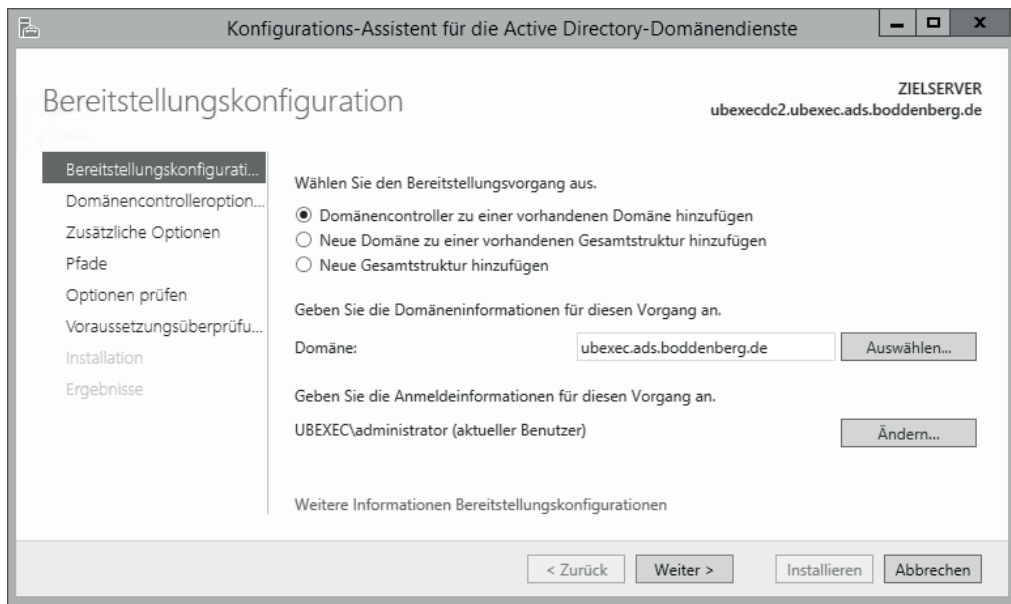 Konfigurations-Assistent für die Active Directory-Domänendienste
Bereitstellungskonfiguration
ZIELSERVER
ubexecdc2.ubexec.ads.boddenberg.de
Bereitstellungskonfigurati...
Domänencontrolleroption...
Zusätzliche Optionen
Pfade
Optionen prüfen
Voraussetzungsüberprüfu...
Installation
Ergebnisse
Wählen Sie den Bereitstellungsvorgang aus.
Domänencontroller zu einer vorhandenen Domäne hinzufügen
Neue Domäne zu einer vorhandenen Gesamtstruktur hinzufügen
Neue Gesamtstruktur hinzufügen
Geben Sie die Domäneninformationen für diesen Vorgang an.
Domäne: ubexec.ads.boddenberg.de Auswählen...
Geben Sie die Anmeldeinformationen für diesen Vorgang an.
UBEXEC\administrator (aktueller Benutzer) Ändern...
Weitere Informationen Bereitstellungskonfigurationen
< Zurück Weiter > Installieren Abbrechen